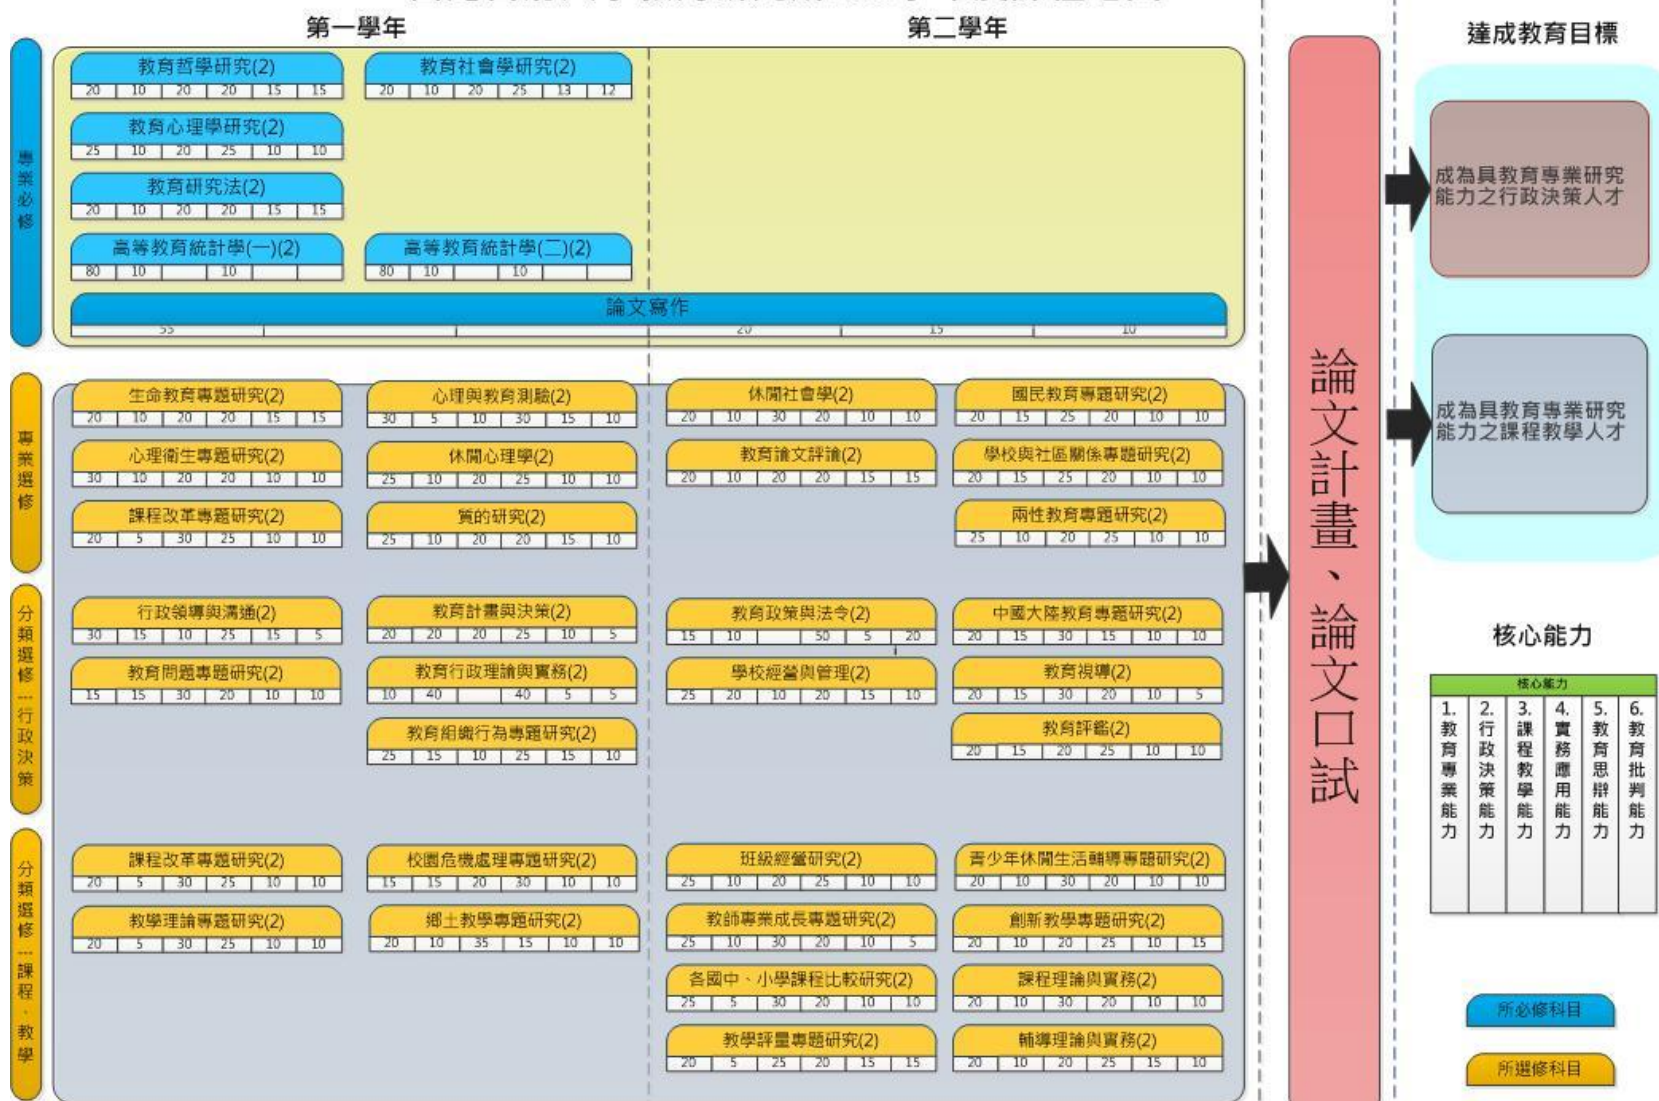 第一學年
第二學年
專業必修
教育哲學研究(2)
20 10 20 20 15 15
教育社會學研究(2)
20 10 20 25 13 12
教育心理學研究(2)
25 10 20 25 10 10
教育研究法(2)
20 10 20 20 15 15
高等教育統計學(一)(2)
80 10 10
高等教育統計學(二)(2)
80 10 10
論文寫作
55 20 15 10
專業選修
生命教育專題研究(2)
20 10 20 20 15 15
心理與教育測驗(2)
30 5 10 30 15 10
休閒社會學(2)
20 10 30 20 10 10
國民教育專題研究(2)
20 15 25 20 10 10
心理衛生專題研究(2)
30 10 20 20 10 10
休閒心理學(2)
25 10 20 25 10 10
教育論文評論(2)
20 10 20 20 15 15
學校與社區關係專題研究(2)
20 15 25 20 10 10
課程改革專題研究(2)
20 5 30 25 10 10
質的研究(2)
25 10 20 20 15 10
兩性教育專題研究(2)
25 10 20 25 10 10
分類選修---行政決策
行政領導與溝通(2)
30 15 10 25 15 5
教育計畫與決策(2)
20 20 20 25 10 5
教育政策與法令(2)
15 10 50 5 20
中國大陸教育專題研究(2)
20 15 30 15 10 10
教育問題專題研究(2)
15 15 30 20 10 10
教育行政理論與實務(2)
10 40 40 5 5
學校經營與管理(2)
25 20 10 20 15 10
教育視導(2)
20 15 30 20 10 5
教育組織行為專題研究(2)
25 15 10 25 15 10
教育評鑑(2)
20 15 20 25 10 10
分類選修---課程、教學
課程改革專題研究(2)
20 5 30 25 10 10
校園危機處理專題研究(2)
15 15 20 30 10 10
班級經營研究(2)
25 10 20 25 10 10
青少年休閒生活輔導專題研究(2)
20 10 30 20 10 10
教學理論專題研究(2)
20 5 30 25 10 10
鄉土教學專題研究(2)
20 10 35 15 10 10
教師專業成長專題研究(2)
25 10 30 20 10 5
創新教學專題研究(2)
20 10 20 25 10 15
各國中、小學課程比較研究(2)
25 5 30 20 10 10
課程理論與實務(2)
20 10 30 20 10 10
教學評量專題研究(2)
20 5 25 20 15 15
輔導理論與實務(2)
20 10 20 25 15 10
論文計畫、論文口試
達成教育目標
成為具教育專業研究
能力之行政決策人才
成為具教育專業研究
能力之課程教學人才
核心能力
核心能力
1.教育專業能力
2.行政決策能力
3.課程教學能力
4.實務應用能力
5.教育思辯能力
6.教育批判能力
所必修科目
所選修科目